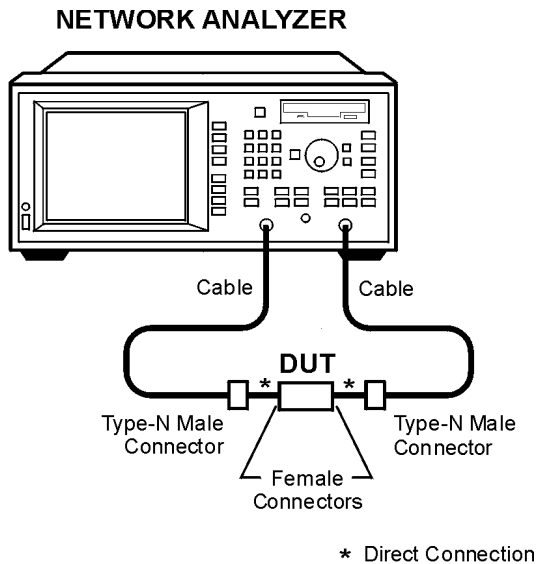 NETWORK ANALYZER
Cable
Cable
DUT
*
*
Type-N Male
Connector
Type-N Male
Connector
Female
Connectors
* Direct Connection